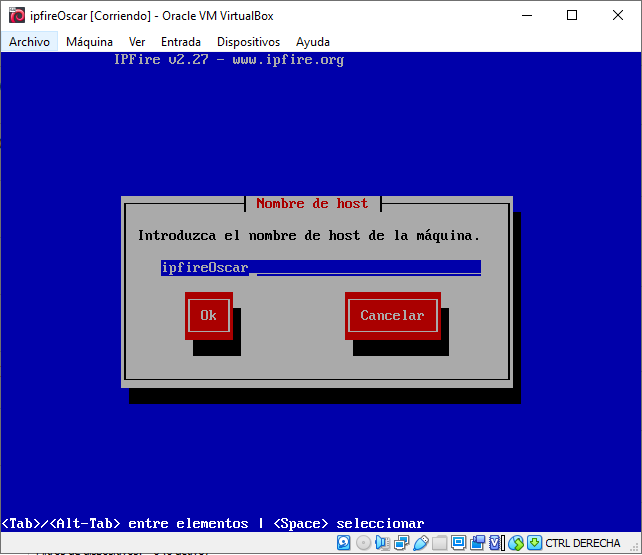 ipfireOscar [Corriendo] - Oracle VM VirtualBox
Archivo Máquina Ver Entrada Dispositivos Ayuda
IPFire v2.27 - www.ipfire.org
Nombre de host
Introduzca el nombre de host de la máquina.
ipfireOscar
Ok Cancelar
<Tab>/<Alt-Tab> entre elementos | <Space> seleccionar
CTRL DERECHA